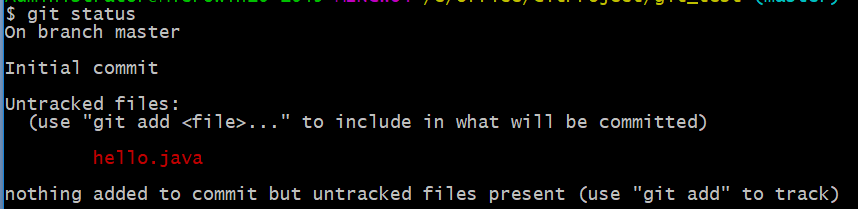 $ git status
On branch master
Initial commit
Untracked files:
(use "git add <file>..." to include in what will be committed)
hello.java
nothing added to commit but untracked files present (use "git add" to track)